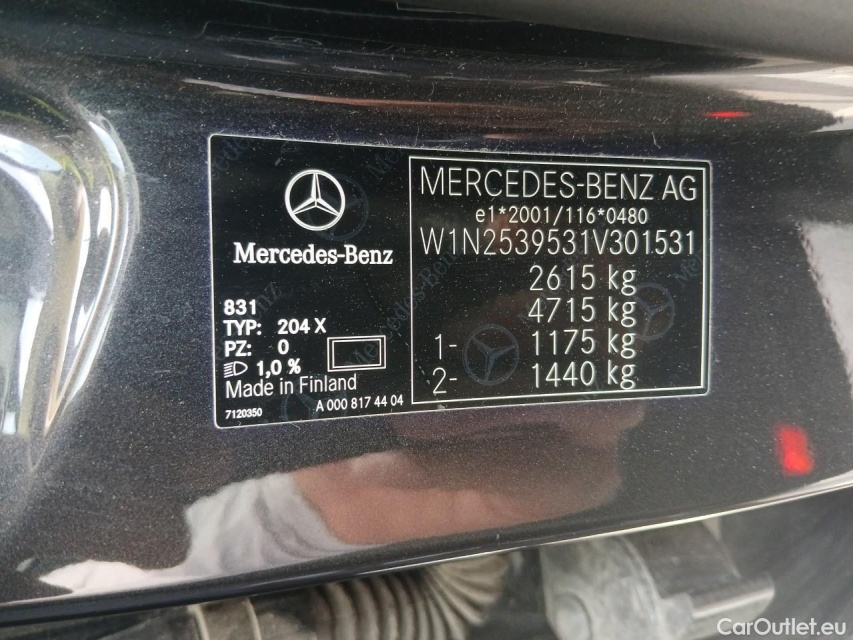 Mercedes-Benz
831
TYP: 204 X
PZ: 0
1,0 %
Made in Finland
7120350
A 000 817 44 04
MERCEDES-BENZ AG
e1*2001/116*0480
W1N2539531V301531
2615 kg
4715 kg
1- 1175 kg
2- 1440 kg
CarOutlet.eu